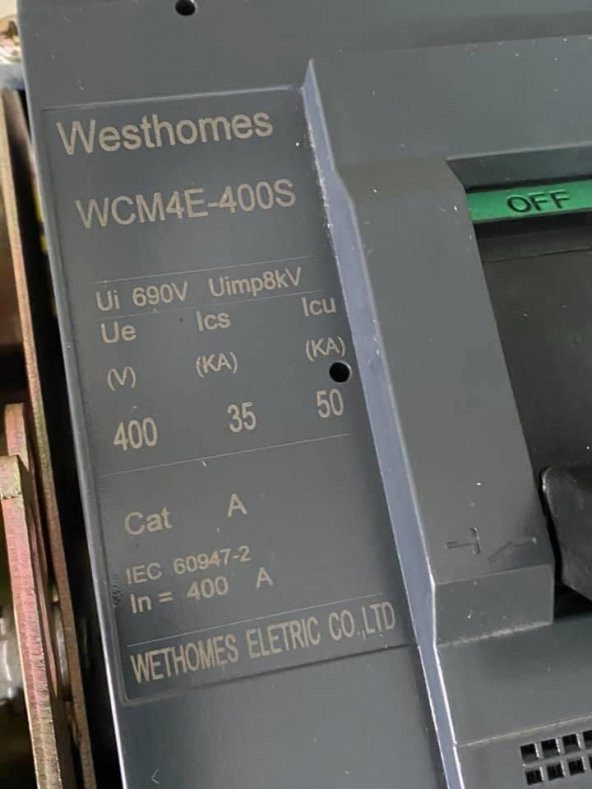 Westhomes
WCM4E-400S
OFF
Ui 690V Uimp8kV
Ue Ics Icu
(V) (KA) (KA)
400 35 50
Cat A
IEC 60947-2
In = 400 A
WETHOMES ELETRIC CO.,LTD